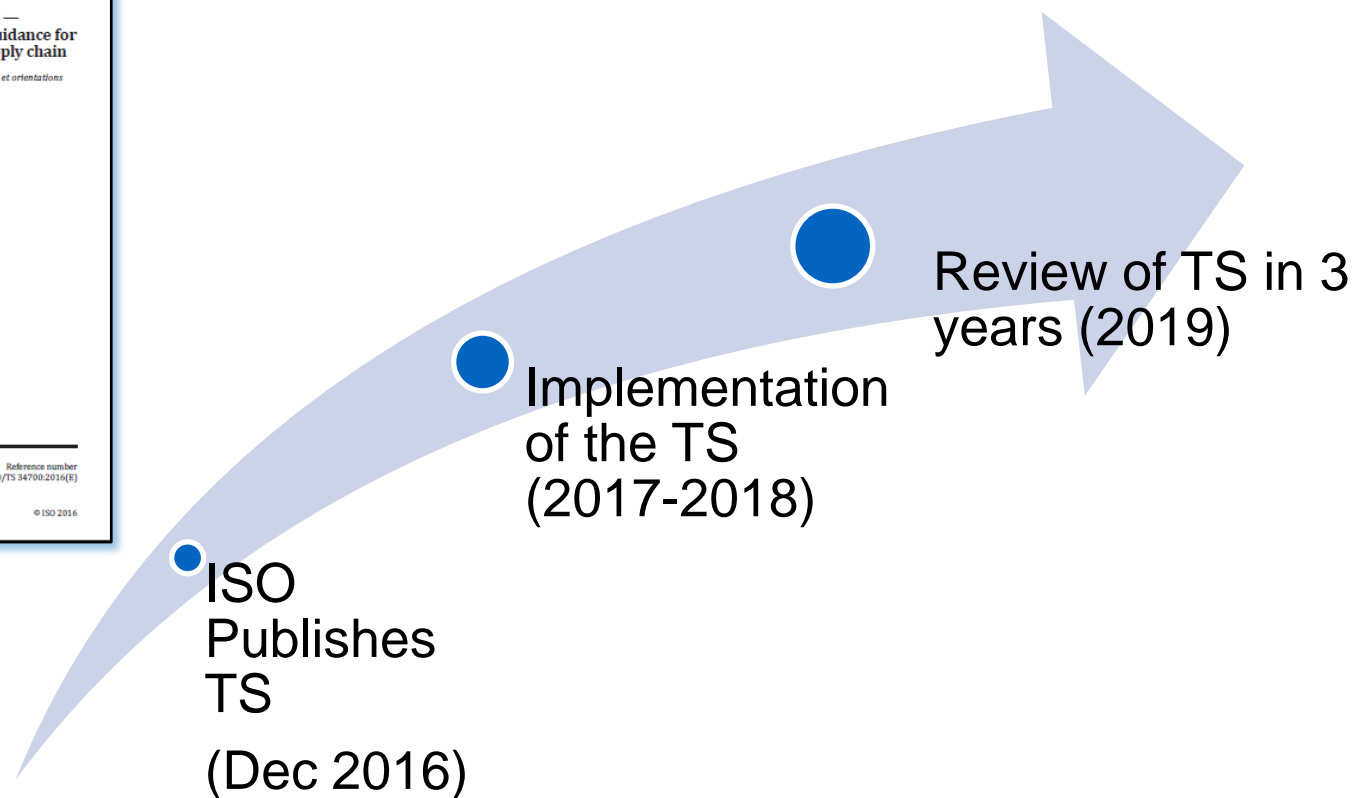 —
uidance for
ply chain
et orientations
Reference number
/TS 34700:2016(E)
© ISO 2016
ISO
Publishes
TS
(Dec 2016)
Implementation
of the TS
(2017-2018)
Review of TS in 3
years (2019)